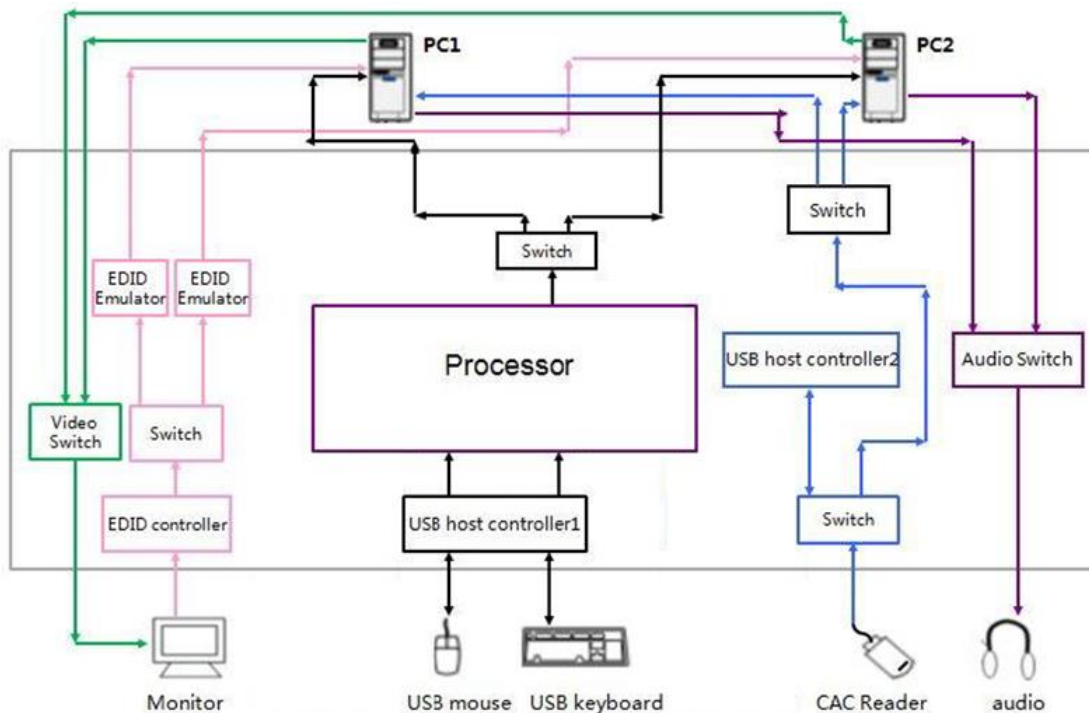 PC1
PC2
Switch
Switch
EDID
Emulator
EDID
Emulator
Processor
USB host controller2
Audio Switch
Video
Switch
Switch
EDID controller
USB host controller1
Switch
Monitor
USB mouse
USB keyboard
CAC Reader
audio